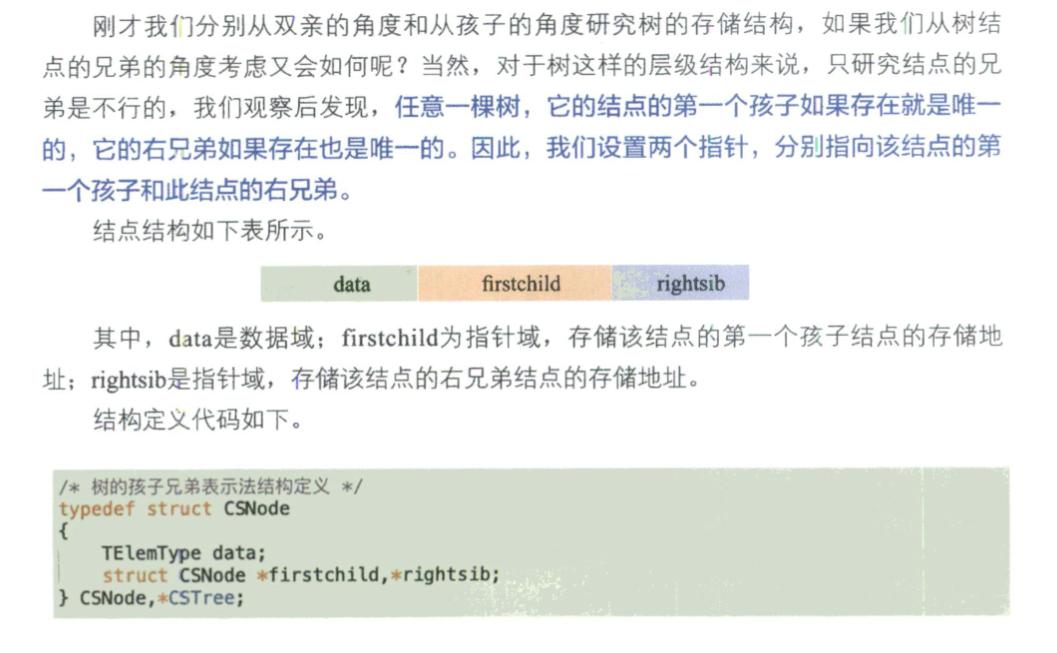 刚才我们分别从双亲的角度和从孩子的角度研究树的存储结构，如果我们从树结
点的兄弟的角度考虑又会如何呢？当然，对于树这样的层级结构来说，只研究结点的兄
弟是不行的，我们观察后发现，任意一棵树，它的结点的第一个孩子如果存在就是唯一
的，它的右兄弟如果存在也是唯一的。因此，我们设置两个指针，分别指向该结点的第
一个孩子和此结点的右兄弟。
结点结构如下表所示。
data firstchild rightsib
其中，data是数据域；firstchild为指针域，存储该结点的第一个孩子结点的存储地
址；rightsib是指针域，存储该结点的右兄弟结点的存储地址。
结构定义代码如下。
/* 树的孩子兄弟表示法结构定义 */
typedef struct CSNode
{
    TElemType data;
    struct CSNode *firstchild,*rightsib;
} CSNode,*CSTree;